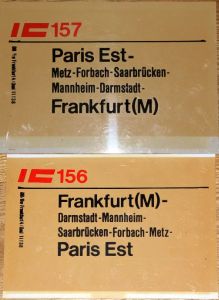 IC 157
Paris Est-
Metz-Forbach-Saarbrücken-
Mannheim-Darmstadt-
Frankfurt(M)
IC 156
Frankfurt(M)-
Darmstadt-Mannheim-
Saarbrücken-Forbach-Metz-
Paris Est